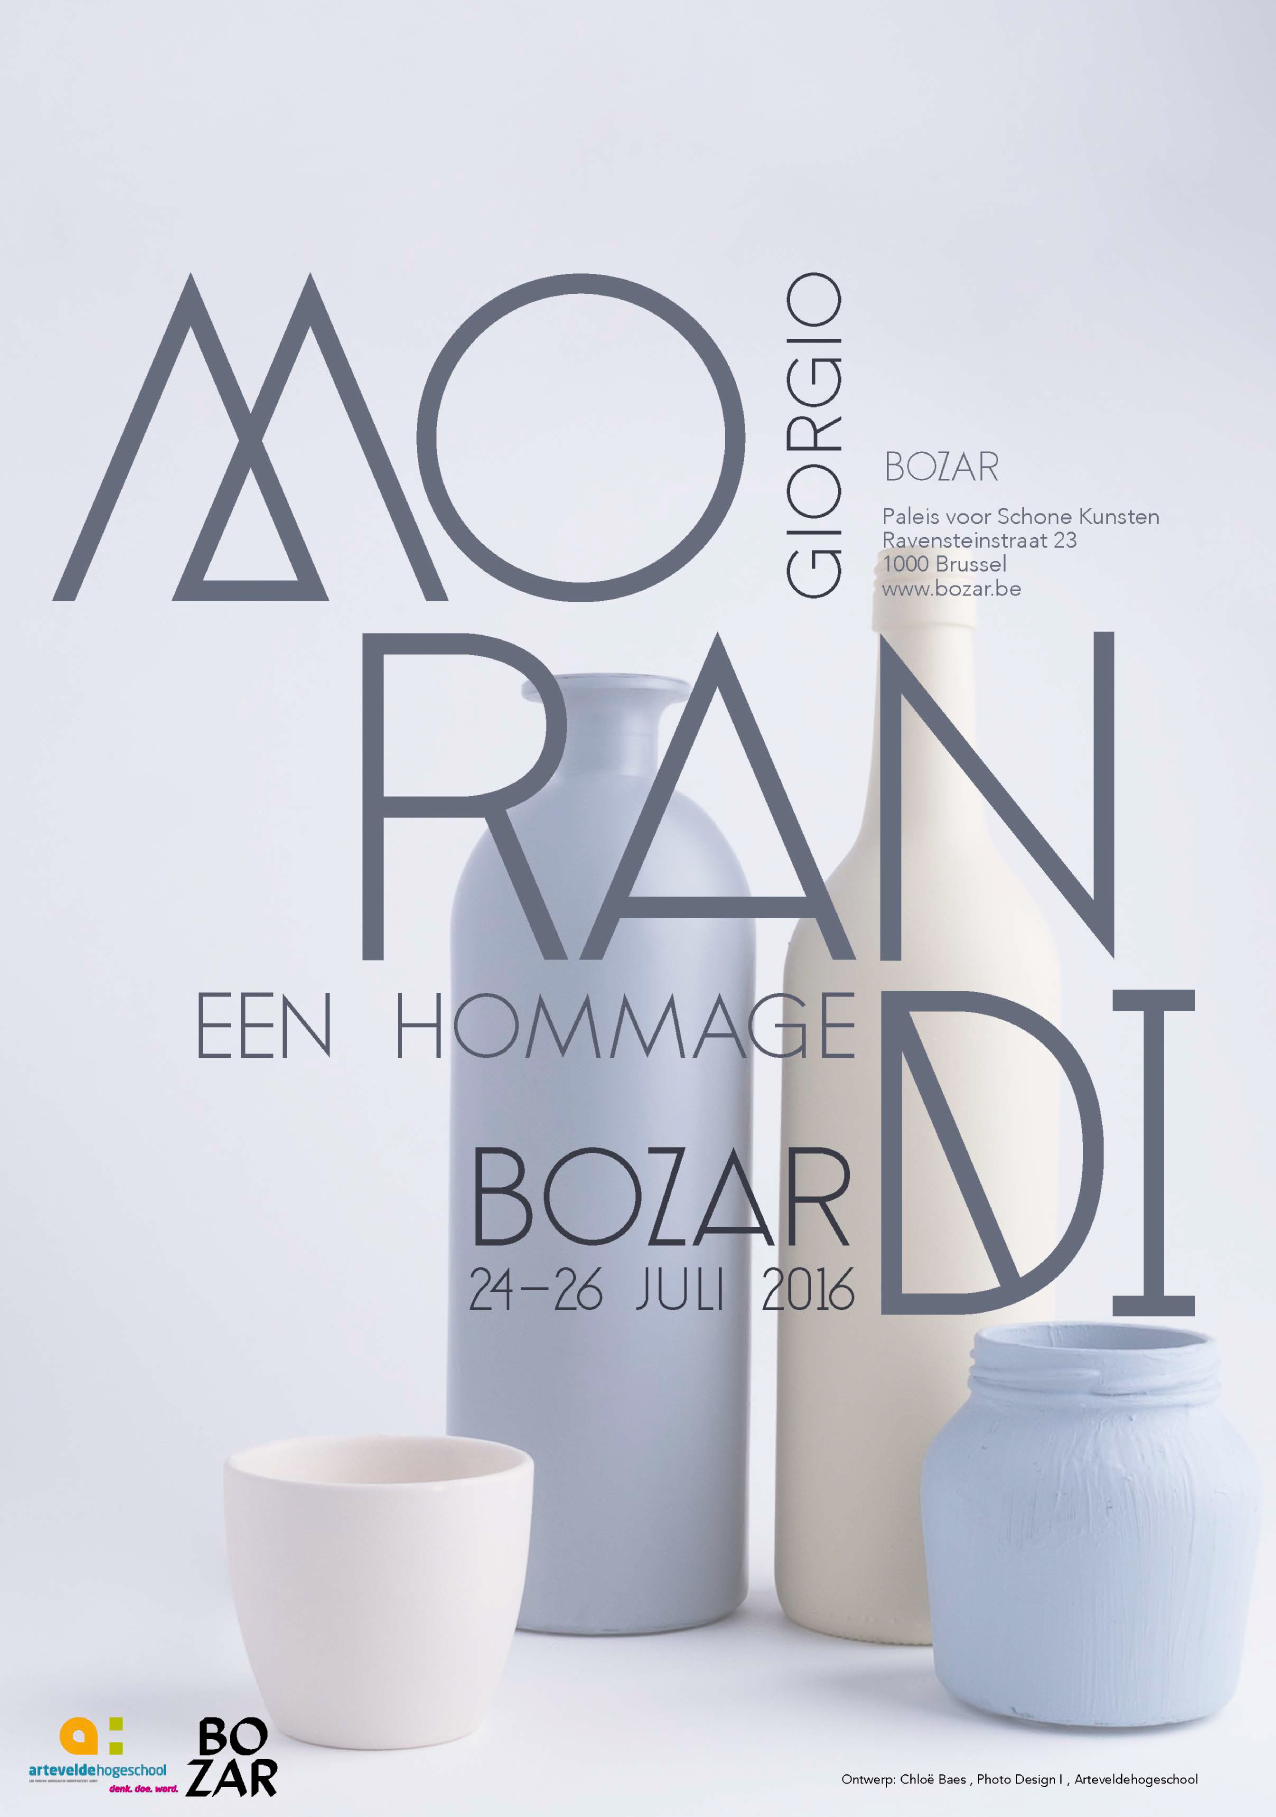 MO
GIORGIO
BOZAR
Paleis voor Schone Kunsten
Ravensteinstraat 23
1000 Brussel
www.bozar.be
RAN
EEN HOMMAGE
DI
BOZAR
24–26 JULI 2016
a:
arteveldehogeschool
denk. doe. word.
BO
ZAR
Ontwerp: Chloë Baes , Photo Design I , Arteveldehogeschool